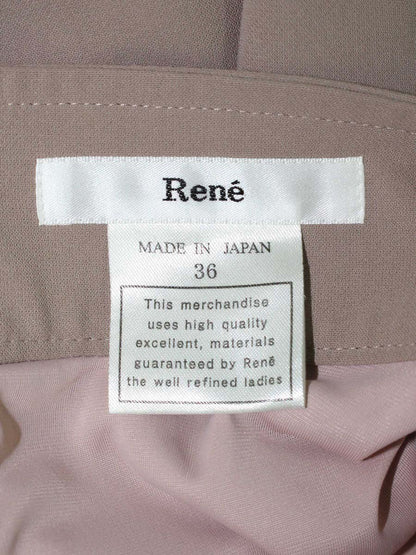 René
MADE IN JAPAN
36
This merchandise
uses high quality
excellent, materials
guaranteed by René
the well refined ladies